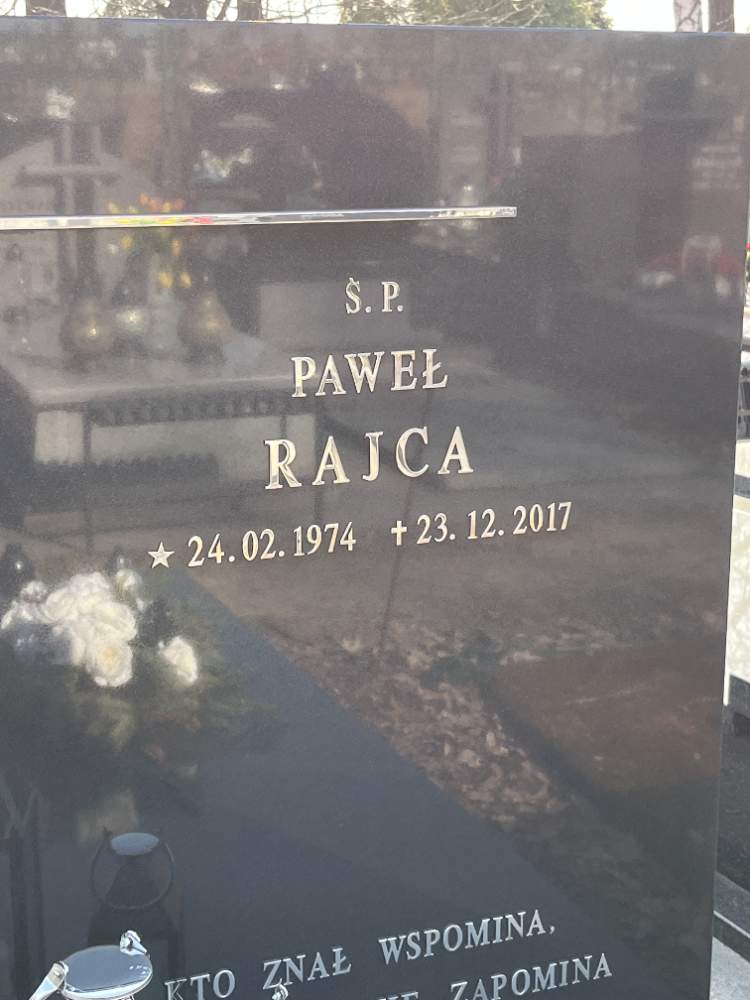 Ś. P.
PAWEŁ
RAJCA
★ 24.02.1974 ✝ 23.12.2017
KTO ZNAŁ WSPOMINA,
ZAPOMINA